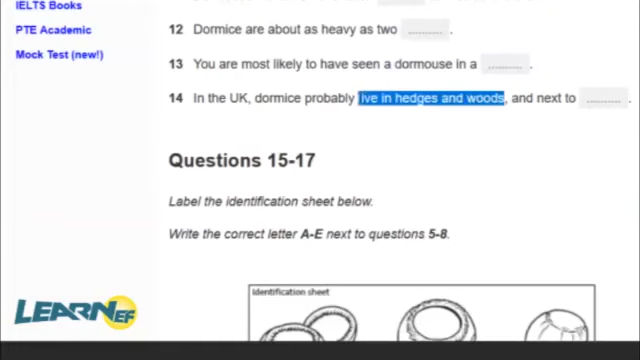 IELTS Books
PTE Academic
Mock Test (new!)
12 Dormice are about as heavy as two .......... .
13 You are most likely to have seen a dormouse in a .......... .
14 In the UK, dormice probably live in hedges and woods, and next to .......... .
Questions 15-17
Label the identification sheet below.
Write the correct letter A-E next to questions 5-8.
Identification sheet
LEARNEF